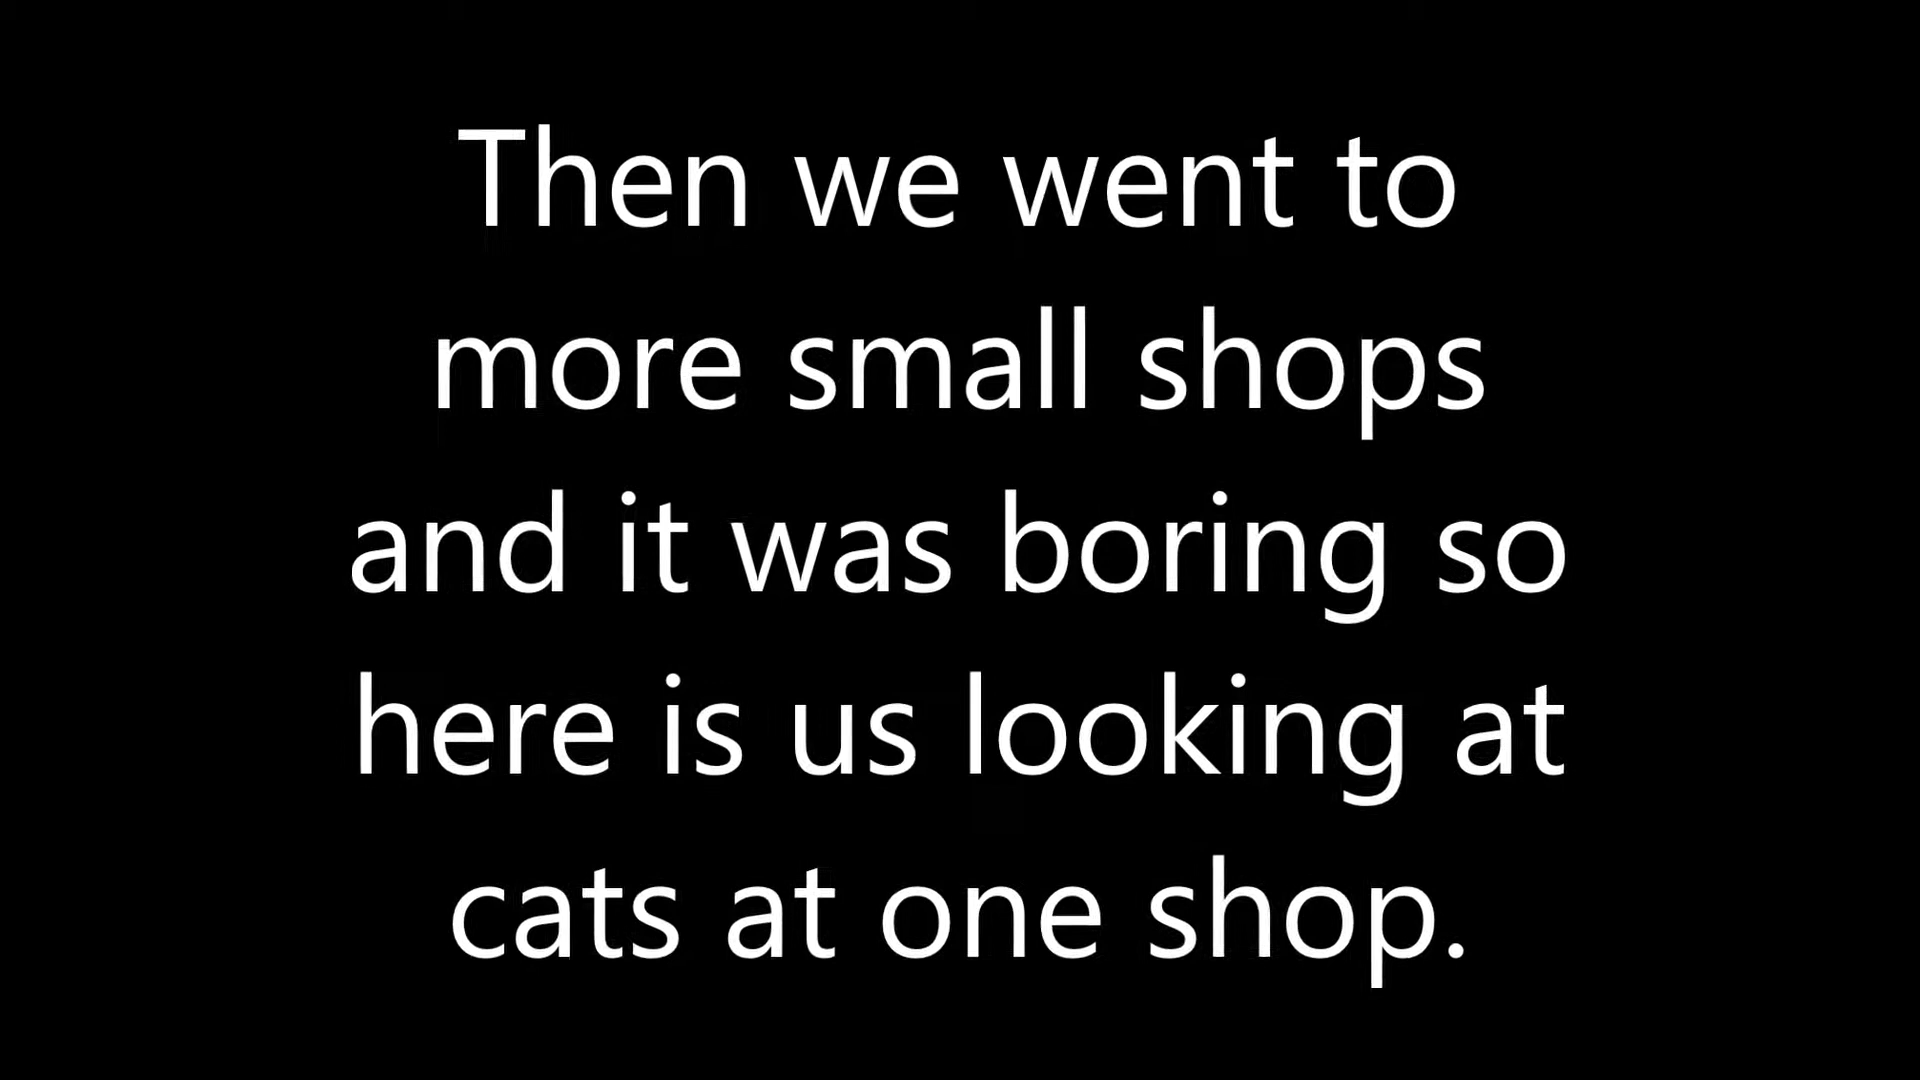 Then we went to
more small shops
and it was boring so
here is us looking at
cats at one shop.